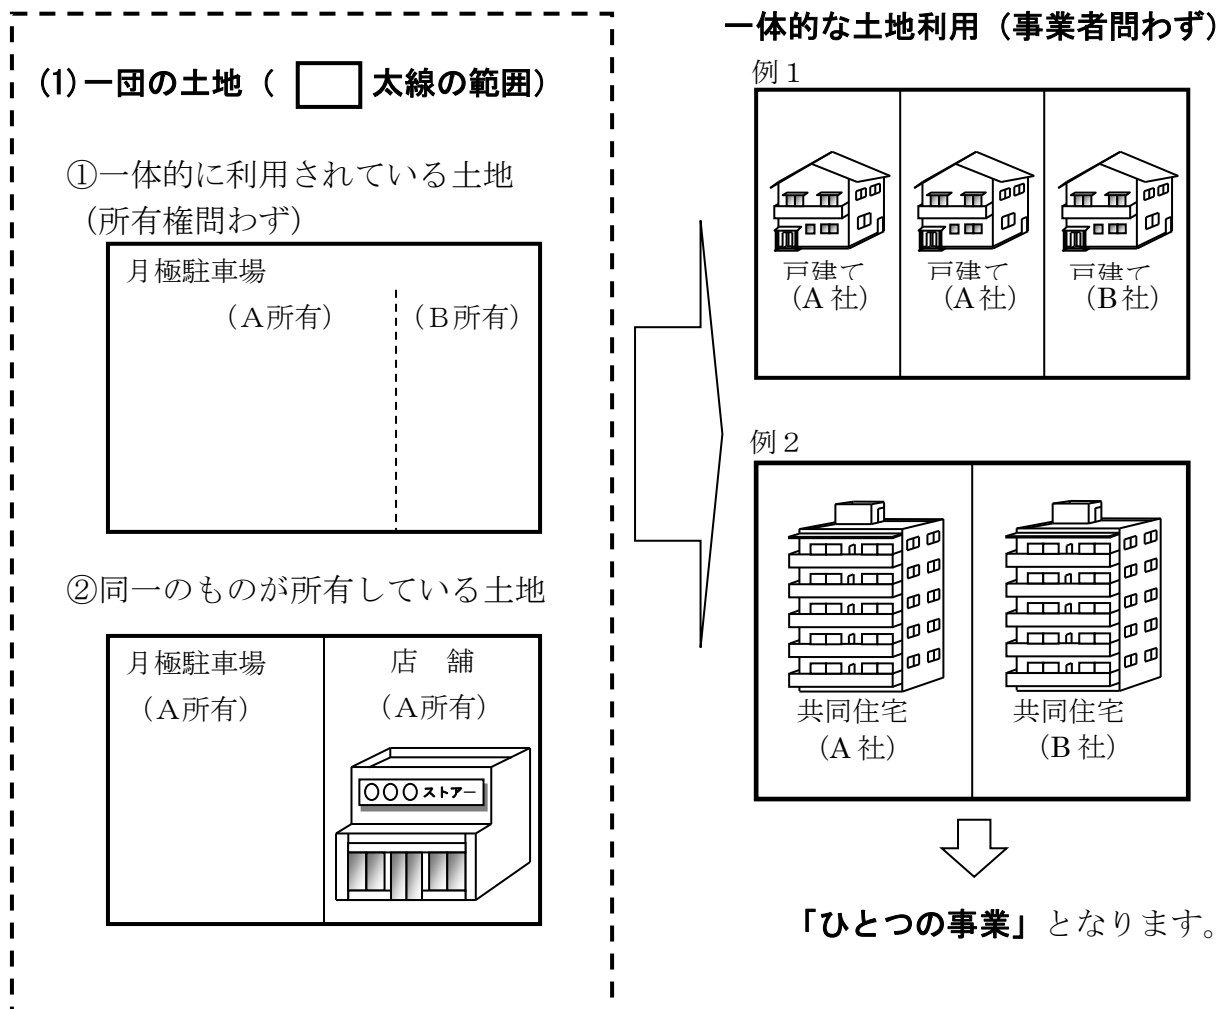 (1)一団の土地（　　太線の範囲）
①一体的に利用されている土地
（所有権問わず）
月極駐車場
（A所有）
（B所有）
②同一のものが所有している土地
月極駐車場
（A所有）
店　舗
（A所有）
〇〇〇ストアー
一体的な土地利用（事業者問わず）
例１
戸建て
（A 社）
戸建て
（A 社）
戸建て
（B 社）
例２
共同住宅
（A 社）
共同住宅
（B 社）
「ひとつの事業」となります。